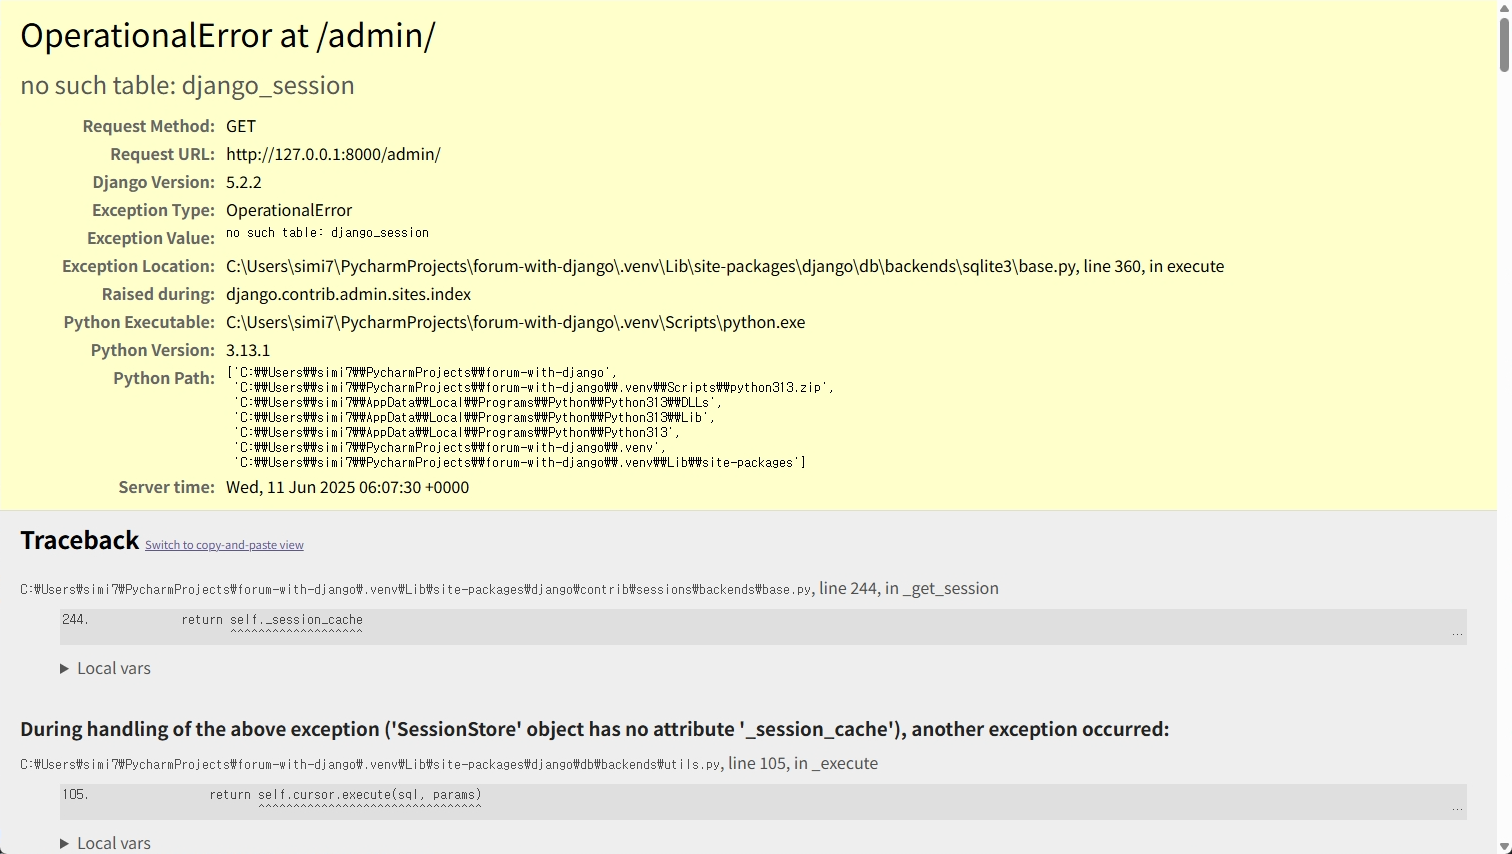 OperationalError at /admin/
no such table: django_session
Request Method: GET
Request URL: http://127.0.0.1:8000/admin/
Django Version: 5.2.2
Exception Type: OperationalError
Exception Value: no such table: django_session
Exception Location: C:\Users\simi7\PycharmProjects\forum-with-django\.venv\Lib\site-packages\django\db\backends\sqlite3\base.py, line 360, in execute
Raised during: django.contrib.admin.sites.index
Python Executable: C:\Users\simi7\PycharmProjects\forum-with-django\.venv\Scripts\python.exe
Python Version: 3.13.1
Python Path: ['C:₩₩Users₩₩simi7₩₩PycharmProjects₩₩forum-with-django',
'C:₩₩Users₩₩simi7₩₩PycharmProjects₩₩forum-with-django₩₩.venv₩₩Scripts₩₩python313.zip',
'C:₩₩Users₩₩simi7₩₩AppData₩₩Local₩₩Programs₩₩Python₩₩Python313₩₩DLLs',
'C:₩₩Users₩₩simi7₩₩AppData₩₩Local₩₩Programs₩₩Python₩₩Python313₩₩Lib',
'C:₩₩Users₩₩simi7₩₩AppData₩₩Local₩₩Programs₩₩Python₩₩Python313',
'C:₩₩Users₩₩simi7₩₩PycharmProjects₩₩forum-with-django₩₩.venv',
'C:₩₩Users₩₩simi7₩₩PycharmProjects₩₩forum-with-django₩₩.venv₩₩Lib₩₩site-packages']
Server time: Wed, 11 Jun 2025 06:07:30 +0000
Traceback Switch to copy-and-paste view
C:₩Users₩simi7₩PycharmProjects₩forum-with-django₩.venv₩Lib₩site-packages₩django₩contrib₩sessions₩backends₩base.py, line 244, in _get_session
244. return self._session_cache
^^^^^^^^^^^^^^^^^^^ …
▶ Local vars
During handling of the above exception ('SessionStore' object has no attribute '_session_cache'), another exception occurred:
C:₩Users₩simi7₩PycharmProjects₩forum-with-django₩.venv₩Lib₩site-packages₩django₩db₩backends₩utils.py, line 105, in _execute
105. return self.cursor.execute(sql, params)
^^^^^^^^^^^^^^^^^^^^^^^^^^^^^^^^ …
▶ Local vars